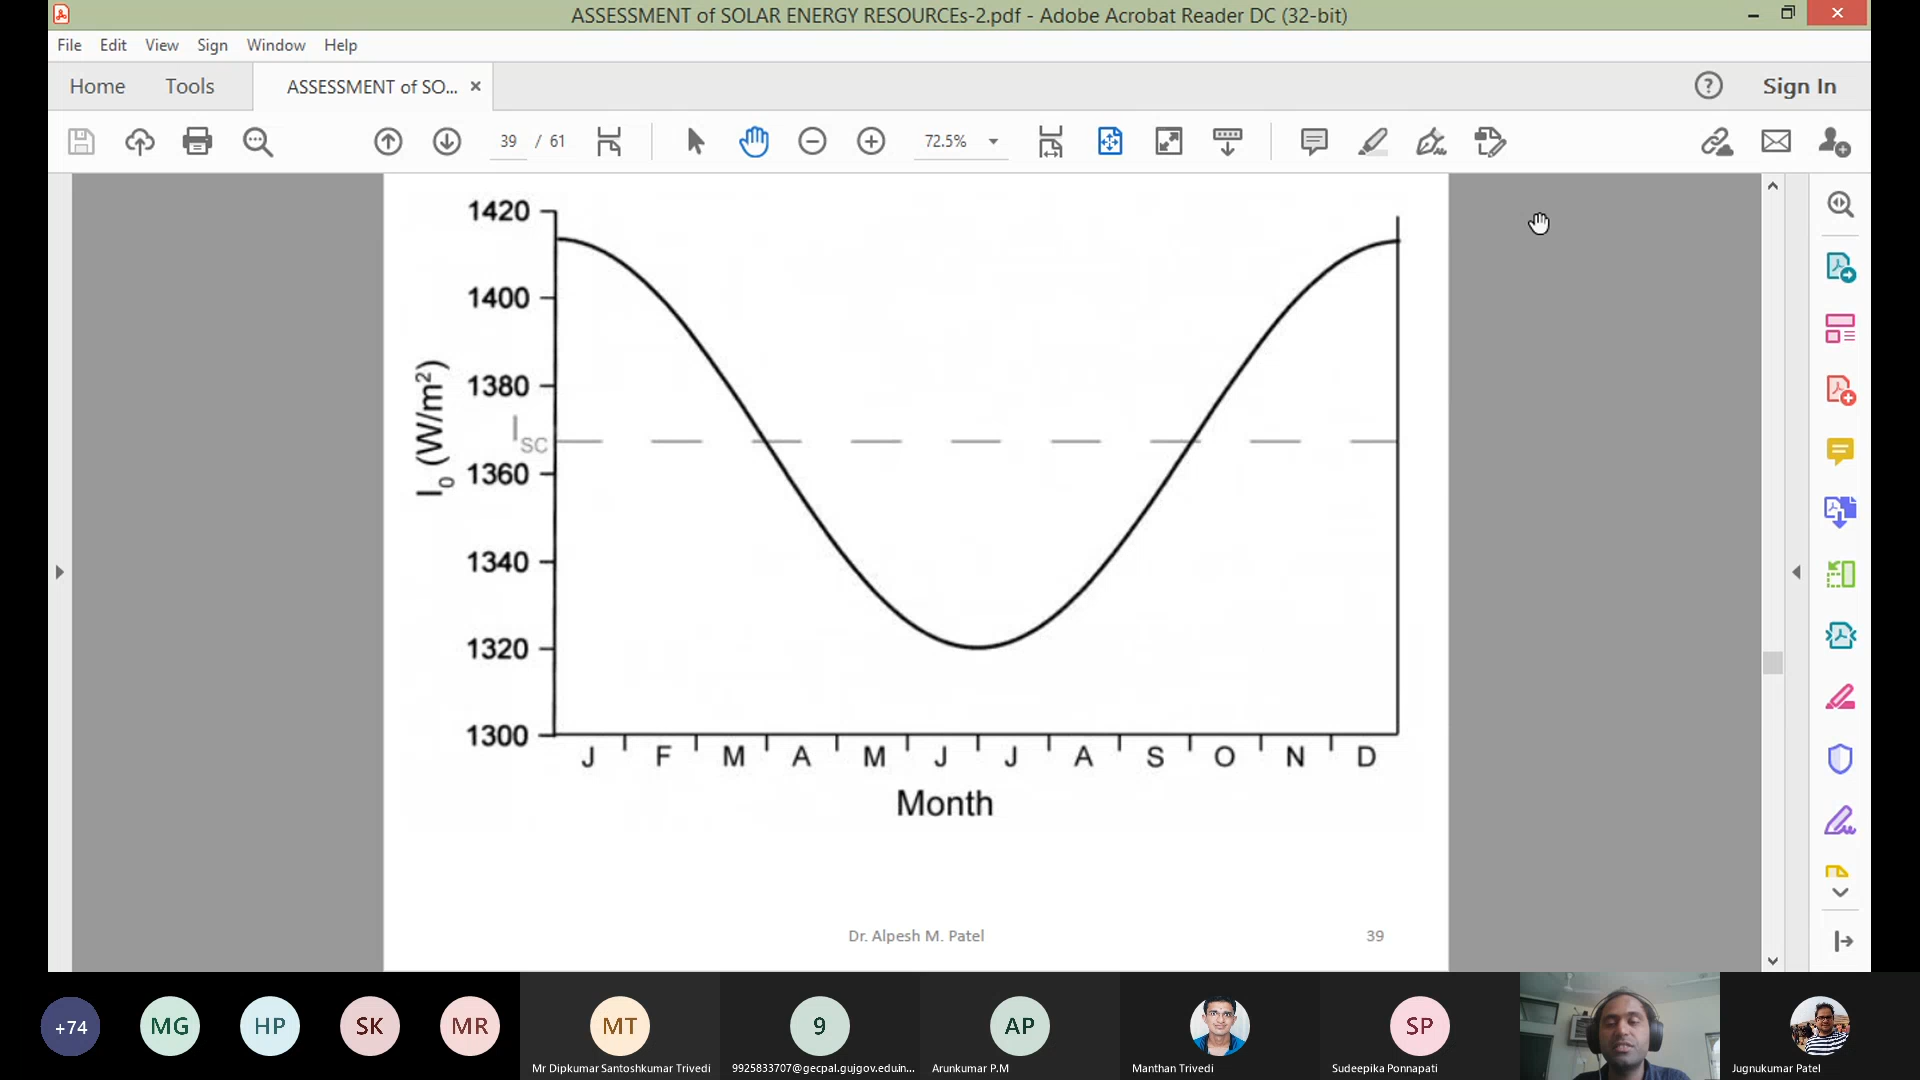 ASSESSMENT of SOLAR ENERGY RESOURCEs-2.pdf - Adobe Acrobat Reader DC (32-bit)
File Edit View Sign Window Help
Home Tools ASSESSMENT of SO... × Sign In
39 / 61 72.5%
1420
1400
1380
1360
1340
1320
1300
I0 (W/m²)
ISC
J F M A M J J A S O N D
Month
Dr. Alpesh M. Patel 39
+74 MG HP SK MR MT 9 AP SP
Mr Dipkumar Santoshkumar Trivedi 9925833707@gecpal.gujgov.edu.in... Arunkumar P.M Manthan Trivedi Sudeepika Ponnapati Jugnukumar Patel